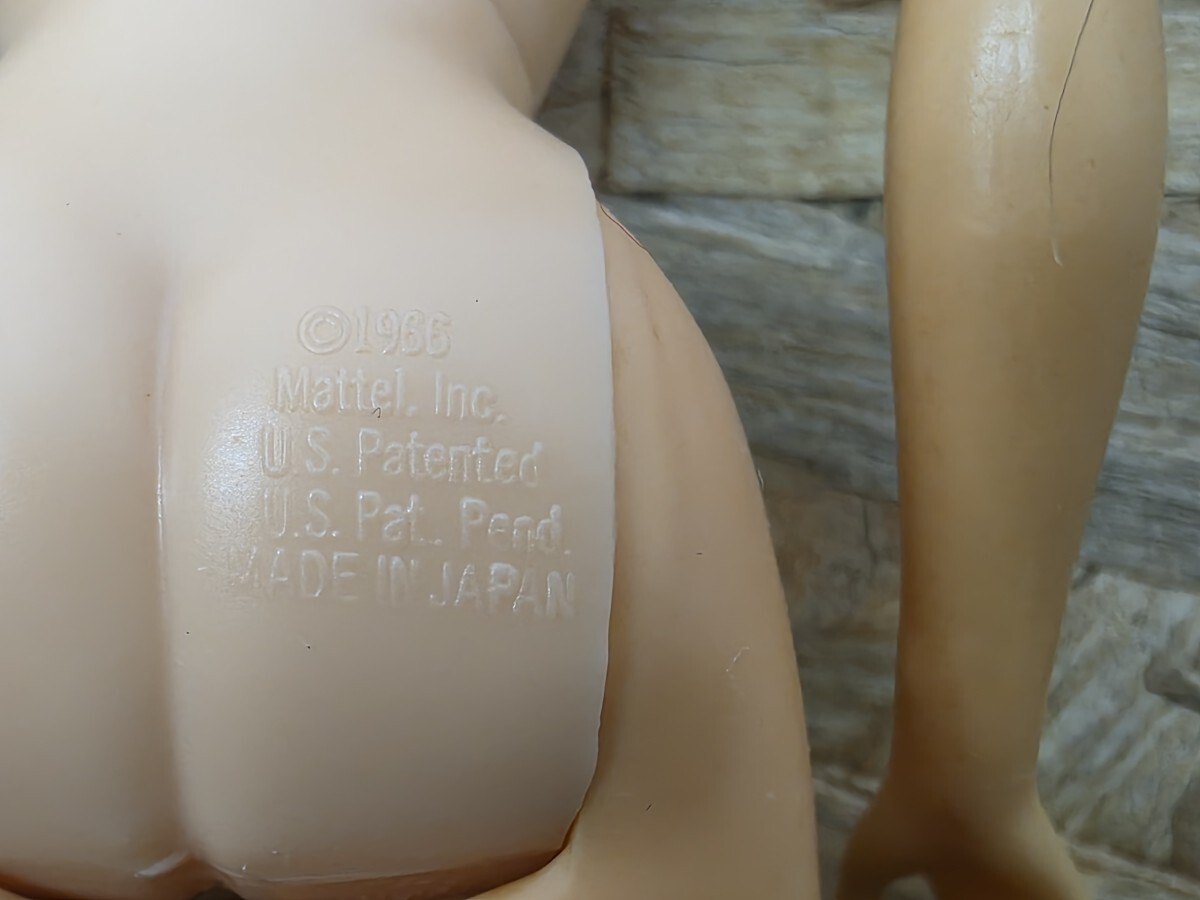 ©1966
Mattel. Inc.
U.S. Patented
U.S. Pat. Pend.
MADE IN JAPAN